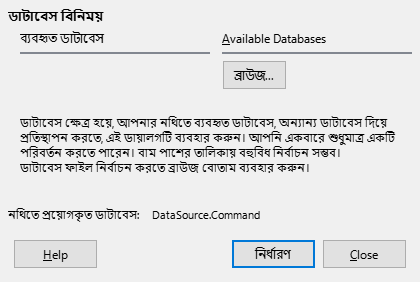 ডাটাবেস বিনিময়
ব্যবহৃত ডাটাবেস Available Databases
ব্রাউজ...
ডাটাবেস ক্ষেত্র হয়ে, আপনার নথিতে ব্যবহৃত ডাটাবেস, অন্যান্য ডাটাবেস দিয়ে
প্রতিস্থাপন করতে, এই ডায়ালগটি ব্যবহার করুন। আপনি একবারে শুধুমাত্র একটি
পরিবর্তন করতে পারেন। বাম পাশের তালিকায় বহুবিধ নির্বাচন সম্ভব।
ডাটাবেস ফাইল নির্বাচন করতে ব্রাউজ বোতাম ব্যবহার করুন।
নথিতে প্রয়োগকৃত ডাটাবেস: DataSource.Command
Help নির্ধারণ Close